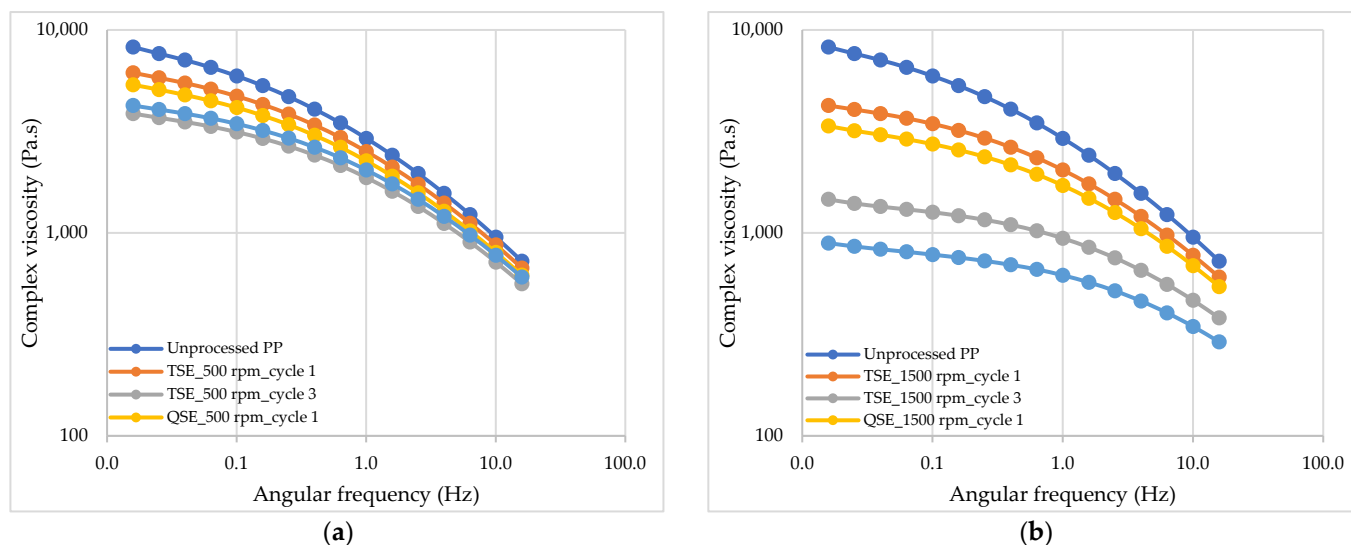 10,000
1,000
100
Complex viscosity (Pa.s)
Unprocessed PP
TSE_500 rpm_cycle 1
TSE_500 rpm_cycle 3
QSE_500 rpm_cycle 1
0.0 0.1 1.0 10.0 100.0
Angular frequency (Hz)
(a)
10,000
1,000
100
Complex viscosity (Pa.s)
Unprocessed PP
TSE_1500 rpm_cycle 1
TSE_1500 rpm_cycle 3
QSE_1500 rpm_cycle 1
0.0 0.1 1.0 10.0 100.0
Angular frequency (Hz)
(b)